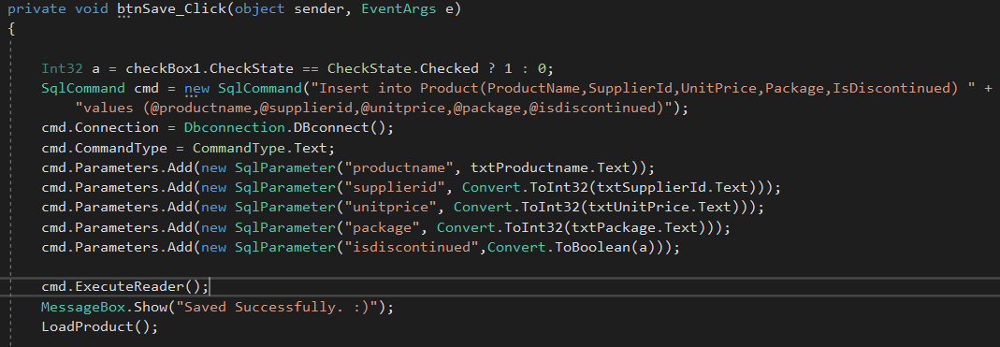 private void btnSave_Click(object sender, EventArgs e)
{
Int32 a = checkBox1.CheckState == CheckState.Checked ? 1 : 0;
SqlCommand cmd = new SqlCommand("Insert into Product(ProductName,SupplierId,UnitPrice,Package,IsDiscontinued) " +
"values (@productname,@supplierid,@unitprice,@package,@isdiscontinued)");
cmd.Connection = Dbconnection.DBconnect();
cmd.CommandType = CommandType.Text;
cmd.Parameters.Add(new SqlParameter("productname", txtProductname.Text));
cmd.Parameters.Add(new SqlParameter("supplierid", Convert.ToInt32(txtSupplierId.Text)));
cmd.Parameters.Add(new SqlParameter("unitprice", Convert.ToInt32(txtUnitPrice.Text)));
cmd.Parameters.Add(new SqlParameter("package", Convert.ToInt32(txtPackage.Text)));
cmd.Parameters.Add(new SqlParameter("isdiscontinued",Convert.ToBoolean(a)));
cmd.ExecuteReader();
MessageBox.Show("Saved Successfully. :)");
LoadProduct();